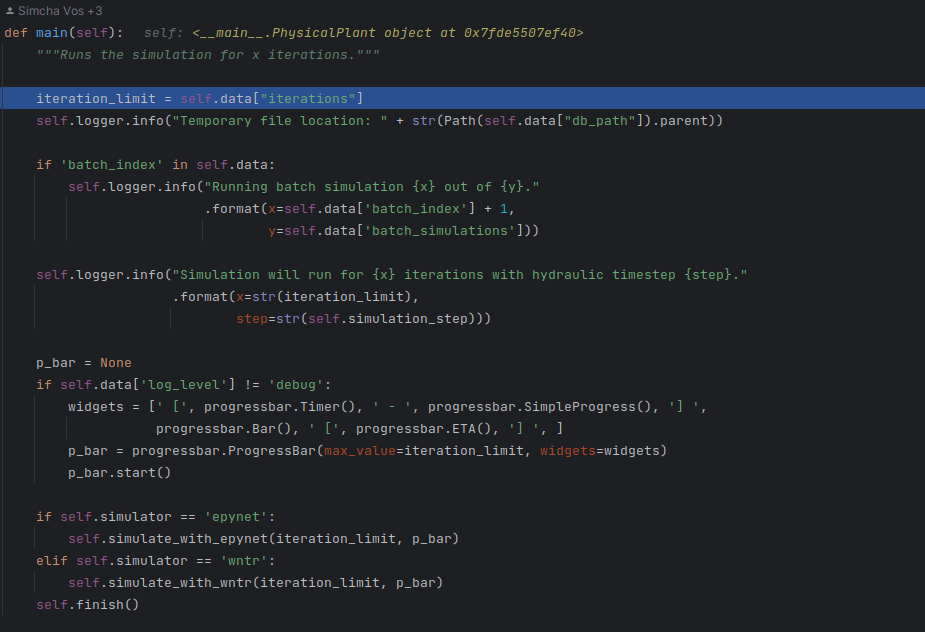 Simcha Vos +3
def main(self):   self: <__main__.PhysicalPlant object at 0x7fde5507ef40>
    """Runs the simulation for x iterations."""

    iteration_limit = self.data["iterations"]
    self.logger.info("Temporary file location: " + str(Path(self.data["db_path"]).parent))

    if 'batch_index' in self.data:
        self.logger.info("Running batch simulation {x} out of {y}."
                         .format(x=self.data['batch_index'] + 1,
                                 y=self.data['batch_simulations']))

    self.logger.info("Simulation will run for {x} iterations with hydraulic timestep {step}."
                     .format(x=str(iteration_limit),
                             step=str(self.simulation_step)))

    p_bar = None
    if self.data['log_level'] != 'debug':
        widgets = [' [', progressbar.Timer(), ' - ', progressbar.SimpleProgress(), '] ',
                   progressbar.Bar(), ' [', progressbar.ETA(), '] ', ]
        p_bar = progressbar.ProgressBar(max_value=iteration_limit, widgets=widgets)
        p_bar.start()

    if self.simulator == 'epynet':
        self.simulate_with_epynet(iteration_limit, p_bar)
    elif self.simulator == 'wntr':
        self.simulate_with_wntr(iteration_limit, p_bar)
    self.finish()